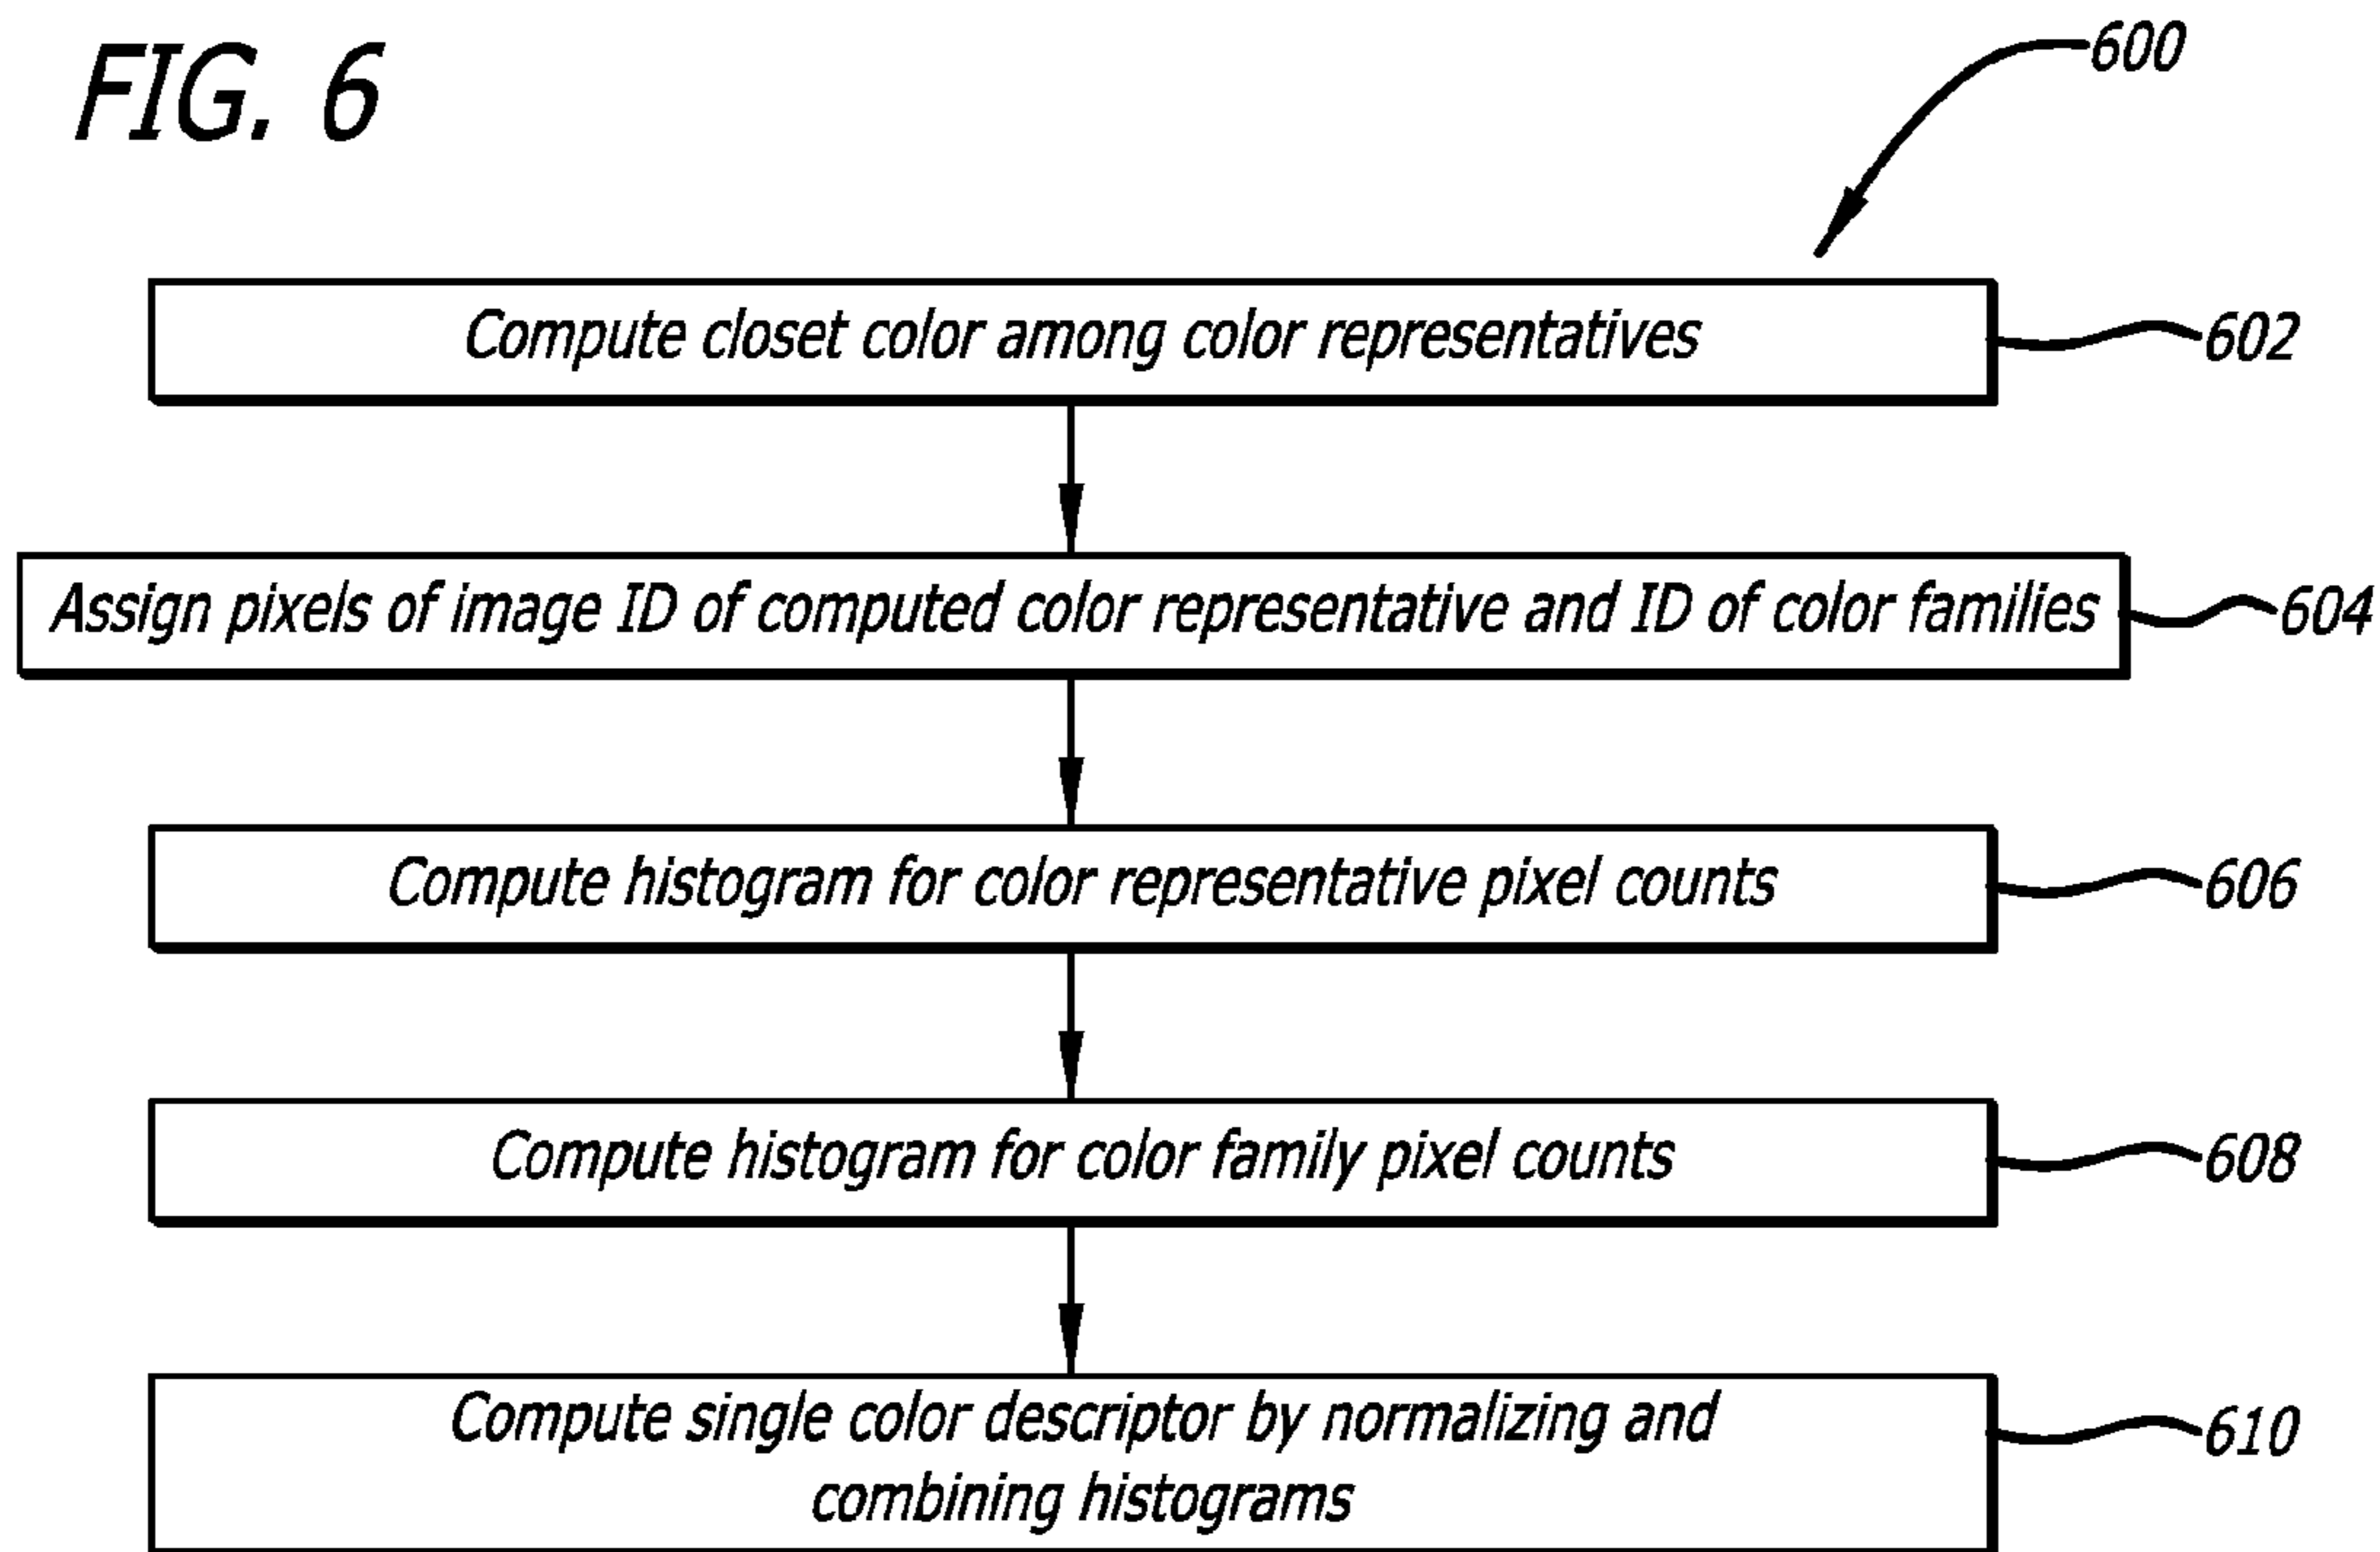 FIG. 6
600
Compute closet color among color representatives
602
Assign pixels of image ID of computed color representative and ID of color families
604
Compute histogram for color representative pixel counts
606
Compute histogram for color family pixel counts
608
Compute single color descriptor by normalizing and
combining histograms
610